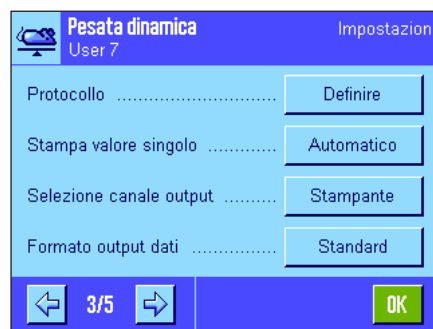 Pesata dinamica
Impostazion
User 7
Protocollo ............................... Definire
Stampa valore singolo ............. Automatico
Selezione canale output .......... Stampante
Formato output dati ................ Standard
3/5
OK